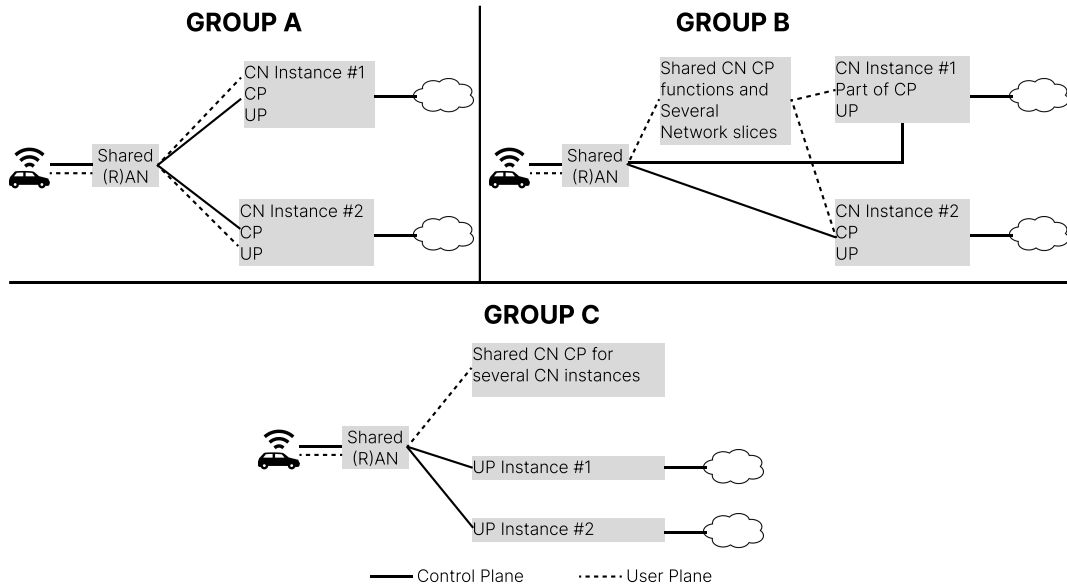 GROUP A
CN Instance #1
CP
UP
Shared
(R)AN
CN Instance #2
CP
UP
GROUP B
Shared CN CP
functions and
Several
Network slices
CN Instance #1
Part of CP
UP
Shared
(R)AN
CN Instance #2
CP
UP
GROUP C
Shared CN CP for
several CN instances
Shared
(R)AN
UP Instance #1
UP Instance #2
Control Plane
User Plane